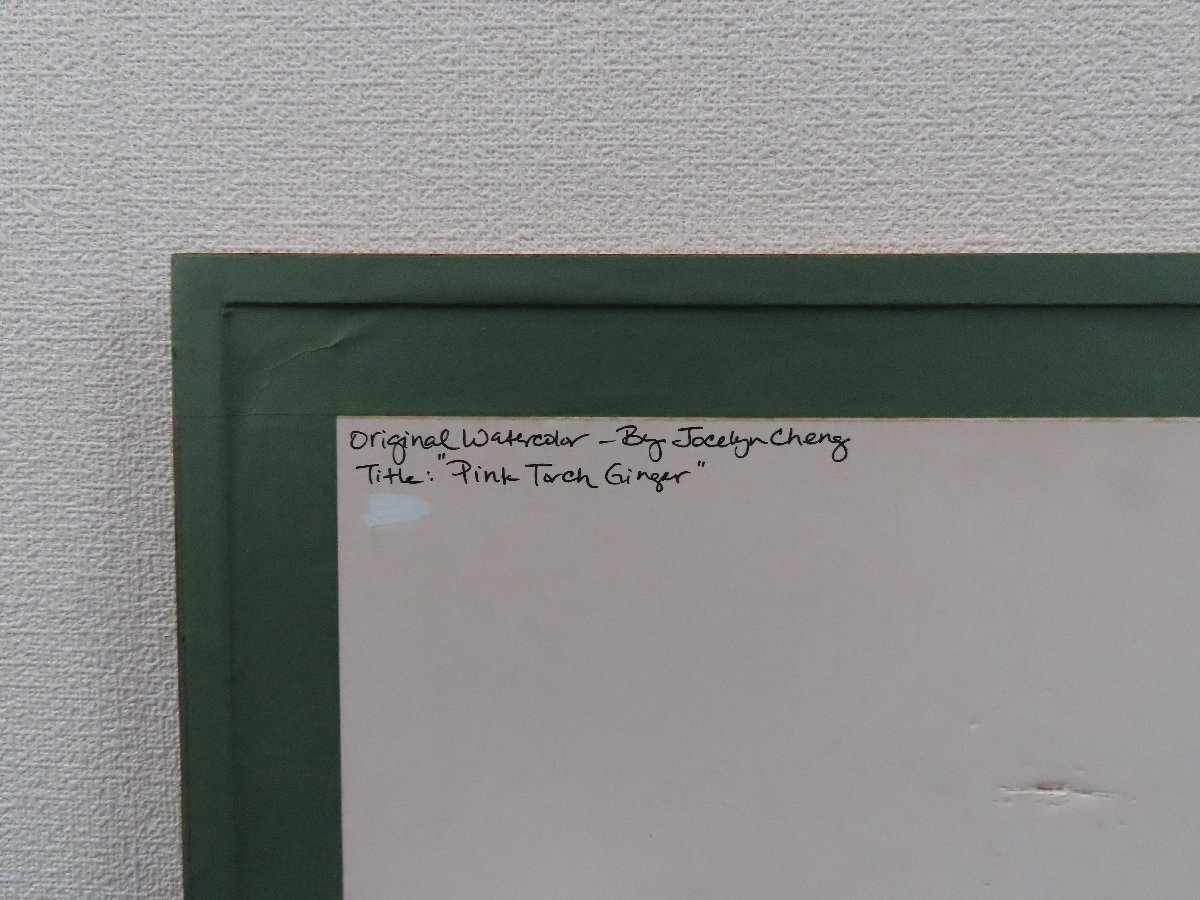 Original Watercolor - By Jocelyn Cheng
Title: "Pink Torch Ginger"